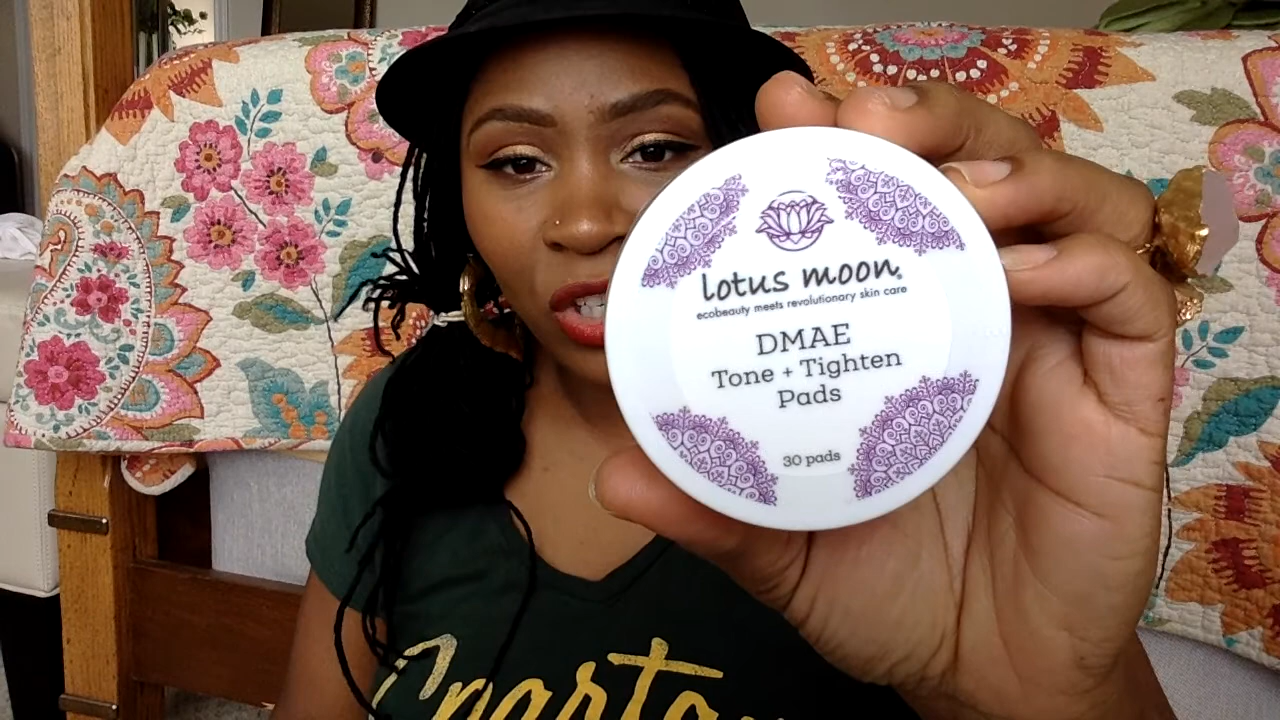 lotus moon
ecobeauty meets revolutionary skin care
DMAE
Tone + Tighten
Pads
30 pads